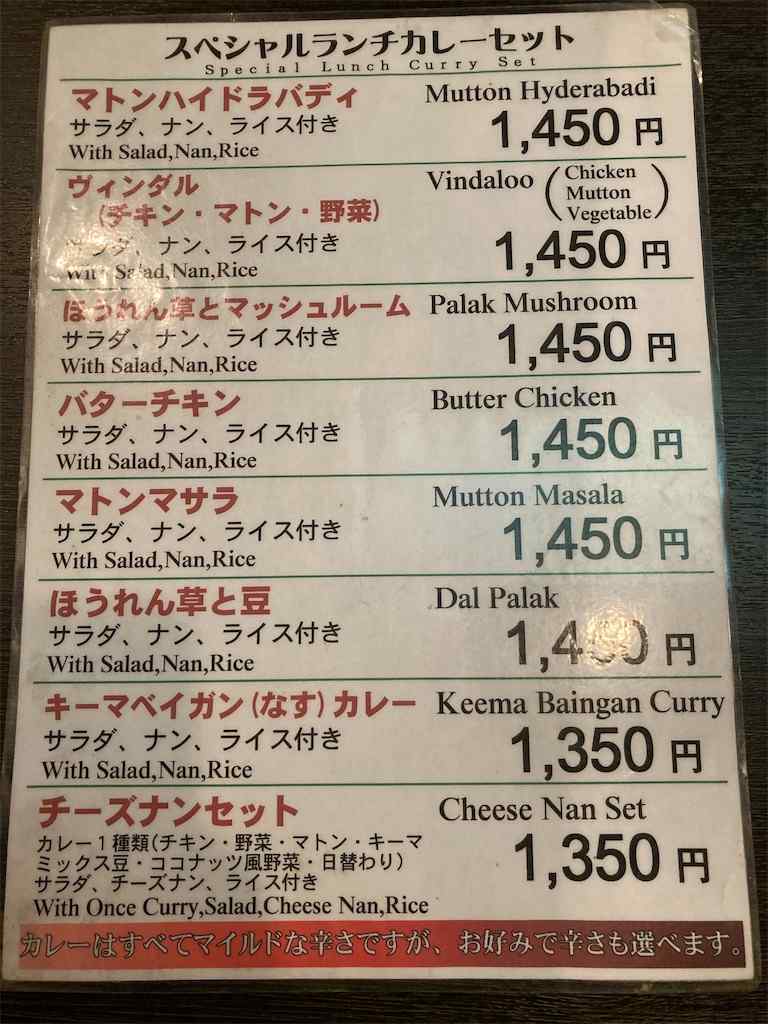 スペシャルランチカレーセット
Special Lunch Curry Set
マトンハイドラバディ Mutton Hyderabadi
サラダ、ナン、ライス付き 1,450円
With Salad,Nan,Rice
ヴィンダル Vindaloo (Chicken
(チキン・マトン・野菜) Mutton
Vegetable)
サラダ、ナン、ライス付き 1,450円
With Salad,Nan,Rice
ほうれん草とマッシュルーム Palak Mushroom
サラダ、ナン、ライス付き 1,450円
With Salad,Nan,Rice
バターチキン Butter Chicken
サラダ、ナン、ライス付き 1,450円
With Salad,Nan,Rice
マトンマサラ Mutton Masala
サラダ、ナン、ライス付き 1,450円
With Salad,Nan,Rice
ほうれん草と豆 Dal Palak
サラダ、ナン、ライス付き 円
With Salad,Nan,Rice
キーマベイガン(なす)カレー Keema Baingan Curry
サラダ、ナン、ライス付き 1,350円
With Salad,Nan,Rice
チーズナンセット Cheese Nan Set
カレー1種類(チキン・野菜・マトン・キーマ 1,350円
ミックス豆・ココナッツ風野菜・日替わり)
サラダ、チーズナン、ライス付き
With Once Curry,Salad,Cheese Nan,Rice
カレーはすべてマイルドな辛さですが、お好みで辛さも選べます。